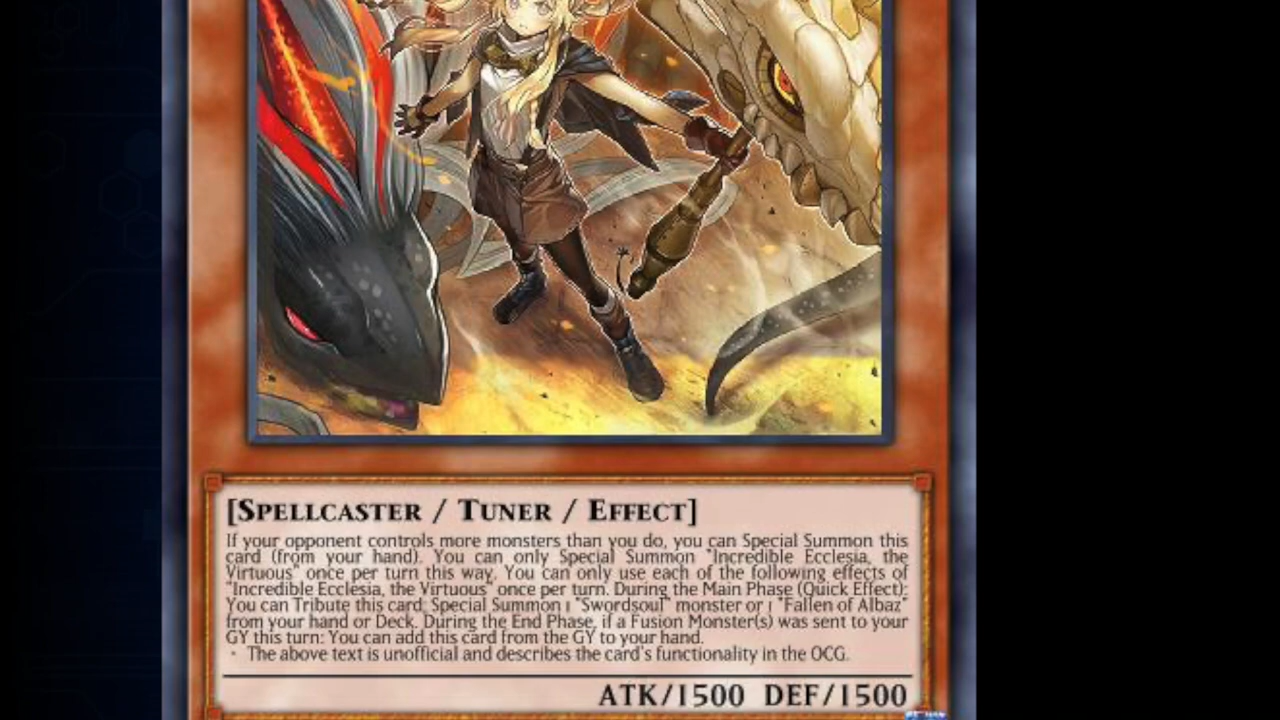 [Spellcaster / Tuner / Effect]
If your opponent controls more monsters than you do, you can Special Summon this
card (from your hand). You can only Special Summon "Incredible Ecclesia, the
Virtuous" once per turn this way. You can only use each of the following effects of
"Incredible Ecclesia, the Virtuous" once per turn. During the Main Phase (Quick Effect):
You can Tribute this card; Special Summon 1 "Swordsoul" monster or 1 "Fallen of Albaz"
from your hand or Deck. During the End Phase, if a Fusion Monster(s) was sent to your
GY this turn: You can add this card from the GY to your hand.
· The above text is unofficial and describes the card's functionality in the OCG.
ATK/1500 DEF/1500